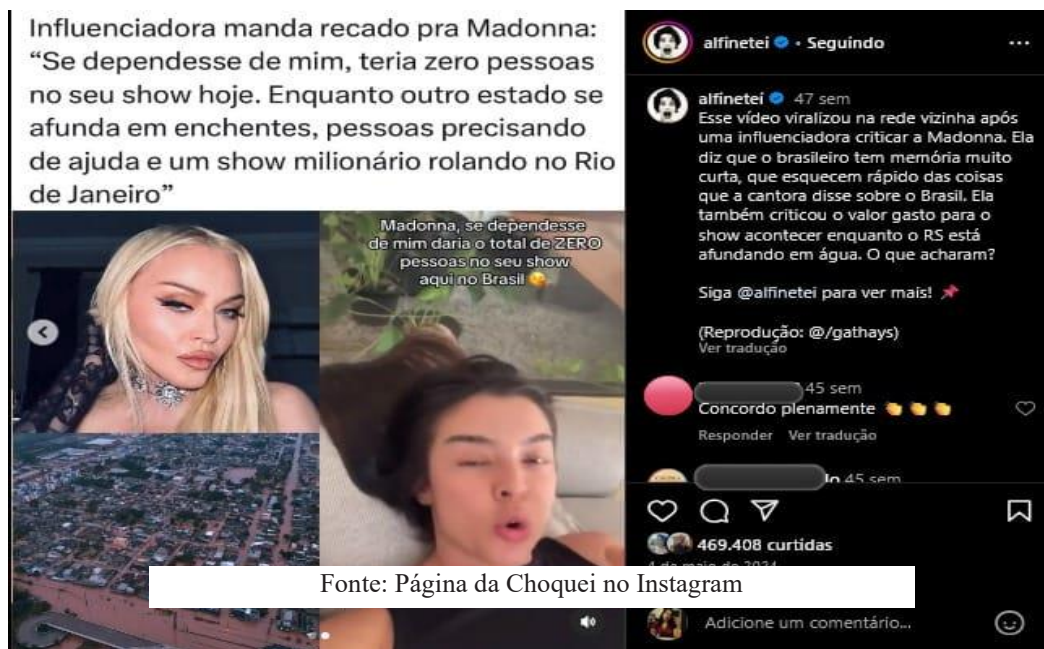 Influenciadora manda recado pra Madonna:
“Se dependesse de mim, teria zero pessoas
no seu show hoje. Enquanto outro estado se
afunda em enchentes, pessoas precisando
de ajuda e um show milionário rolando no Rio
de Janeiro”
Madonna, se dependesse
de mim daria o total de ZERO
pessoas no seu show
aqui no Brasil 😘
alfinetei • Seguindo
alfinetei 47 sem
Esse vídeo viralizou na rede vizinha após
uma influenciadora criticar a Madonna. Ela
diz que o brasileiro tem memória muito
curta, que esquecem rápido das coisas
que a cantora disse sobre o Brasil. Ela
também criticou o valor gasto para o
show acontecer enquanto o RS está
afundando em água. O que acharam?
Siga @alfinetei para ver mais! 📌
(Reprodução: @/gathays)
Ver tradução
45 sem
Concordo plenamente 👏👏👏
Responder Ver tradução
lo 45 sem
469.408 curtidas
4 de maio de 2024
Fonte: Página da Choquei no Instagram
Adicione um comentário...